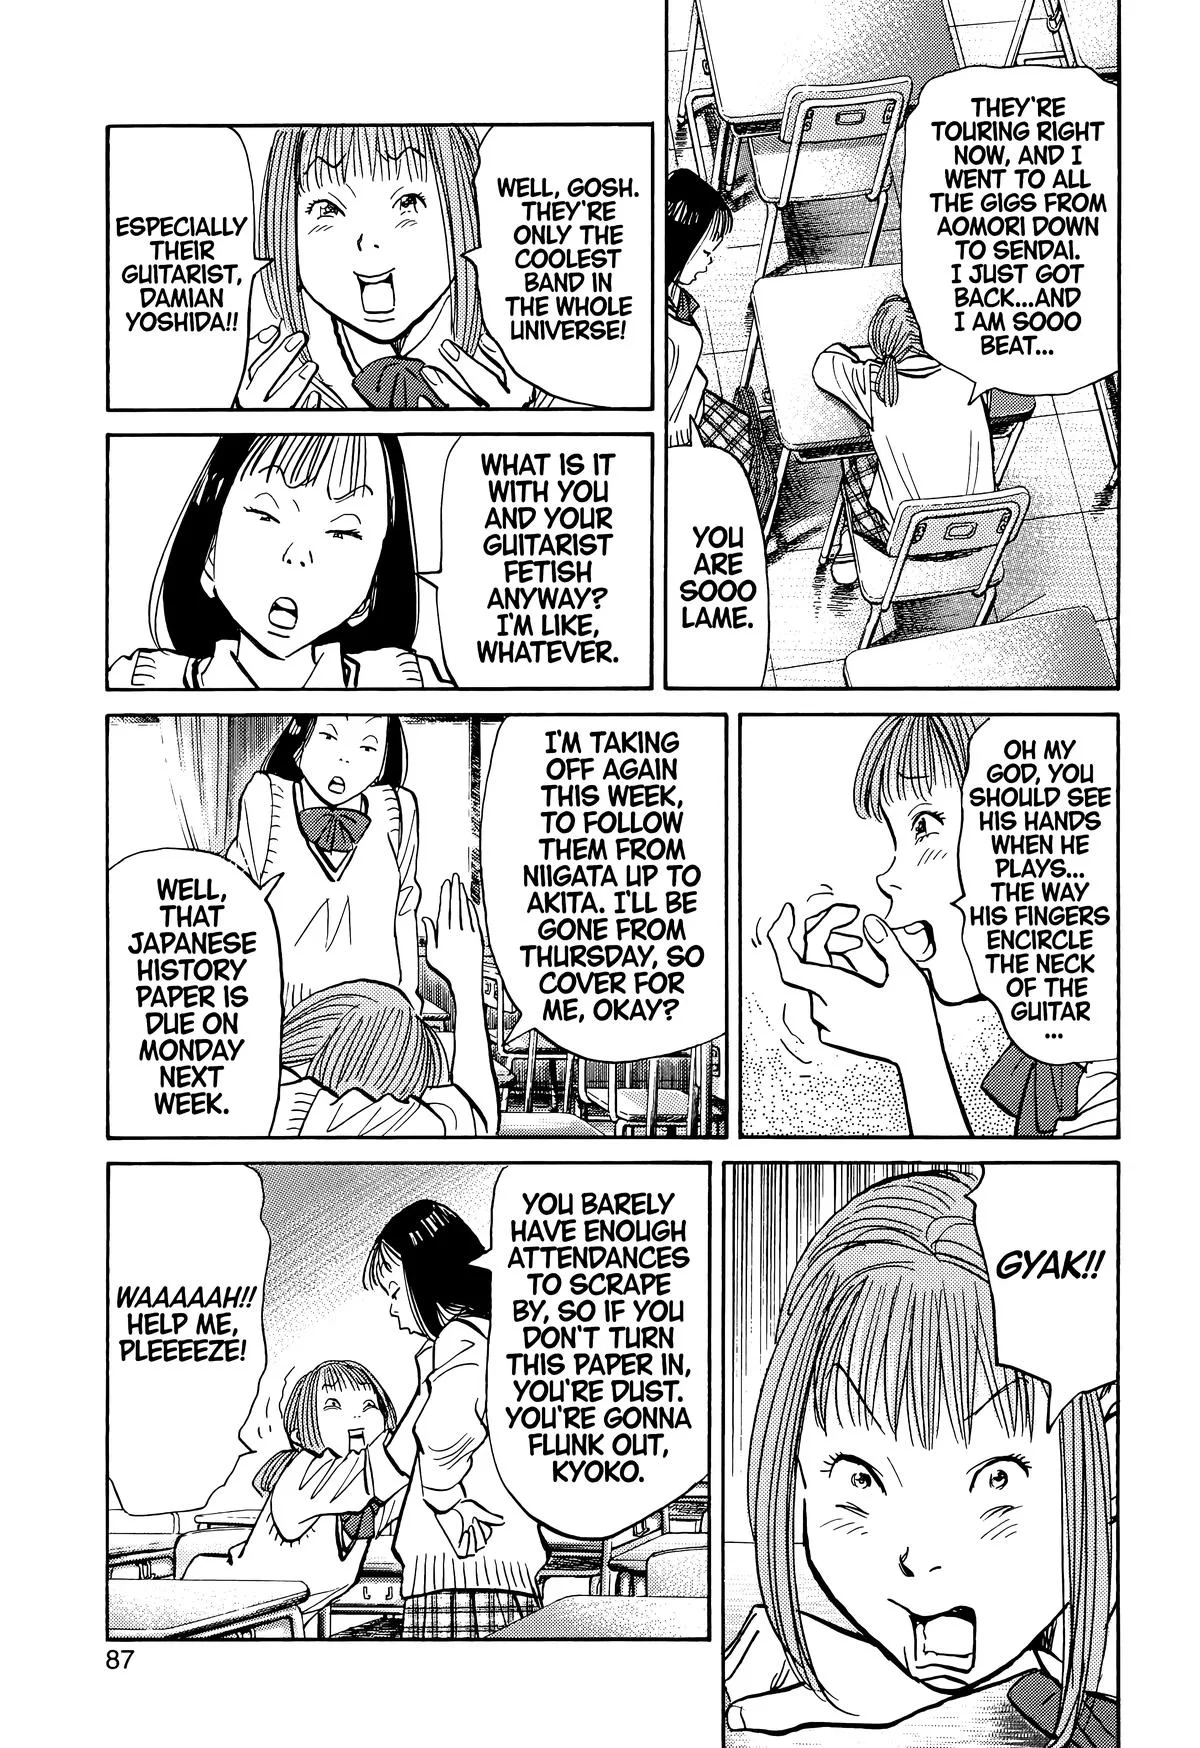 THEY'RE
TOURING RIGHT
NOW, AND I
WENT TO ALL
THE GIGS FROM
AOMORI DOWN
TO SENDAI.
I JUST GOT
BACK...AND
I AM SOOO
BEAT...
YOU
ARE
SOOO
LAME.
WELL, GOSH.
THEY'RE
ONLY THE
COOLEST
BAND IN
THE WHOLE
UNIVERSE!
ESPECIALLY
THEIR
GUITARIST,
DAMIAN
YOSHIDA!!
WHAT IS IT
WITH YOU
AND YOUR
GUITARIST
FETISH
ANYWAY?
I'M LIKE,
WHATEVER.
OH MY
GOD, YOU
SHOULD SEE
HIS HANDS
WHEN HE
PLAYS...
THE WAY
HIS FINGERS
ENCIRCLE
THE NECK
OF THE
GUITAR
...
I'M TAKING
OFF AGAIN
THIS WEEK,
TO FOLLOW
THEM FROM
NIIGATA UP TO
AKITA. I'LL BE
GONE FROM
THURSDAY, SO
COVER FOR
ME, OKAY?
WELL,
THAT
JAPANESE
HISTORY
PAPER IS
DUE ON
MONDAY
NEXT
WEEK.
GYAK!!
YOU BARELY
HAVE ENOUGH
ATTENDANCES
TO SCRAPE
BY, SO IF YOU
DON'T TURN
THIS PAPER IN,
YOU'RE DUST.
YOU'RE GONNA
FLUNK OUT,
KYOKO.
WAAAAAH!!
HELP ME,
PLEEEEZE!
87